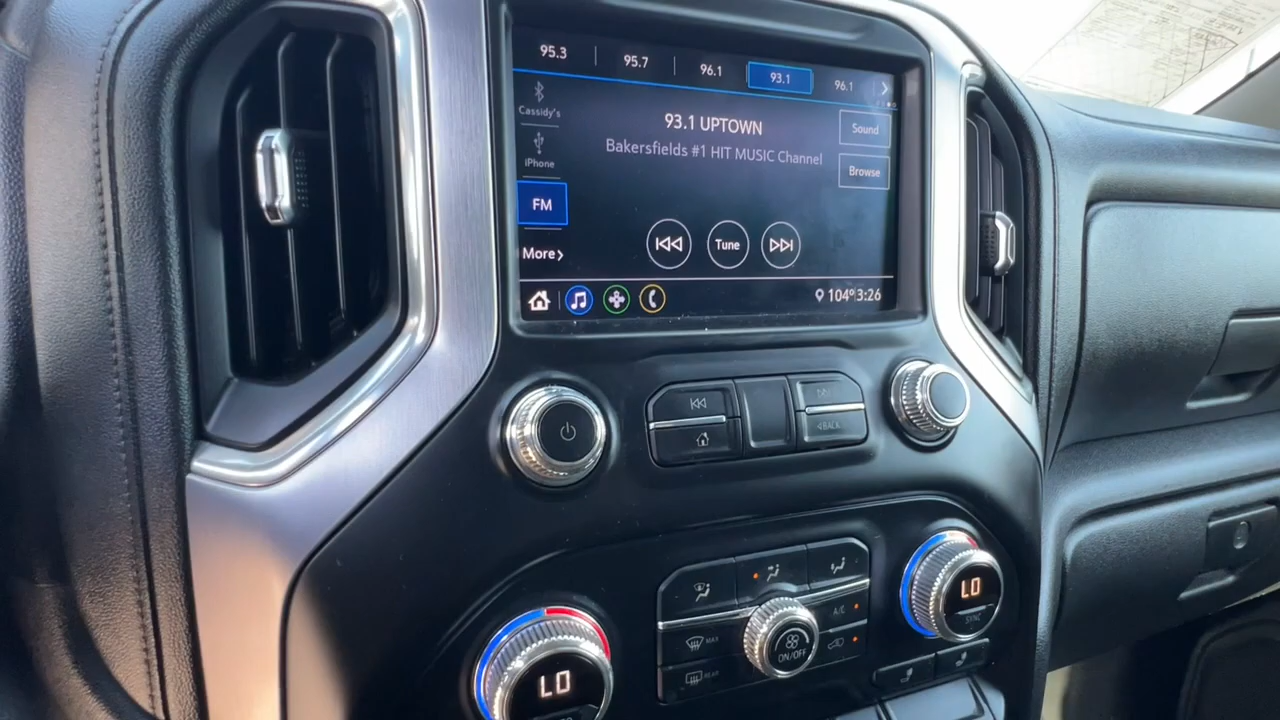 95.3
95.7
96.1
93.1
96.1
Cassidy's
iPhone
FM
More
93.1 UPTOWN
Bakersfields #1 HIT MUSIC Channel
Sound
Browse
Tune
104° 3:26
BACK
MAX
REAR
A/C
ON/OFF
LO
LO
SYNC